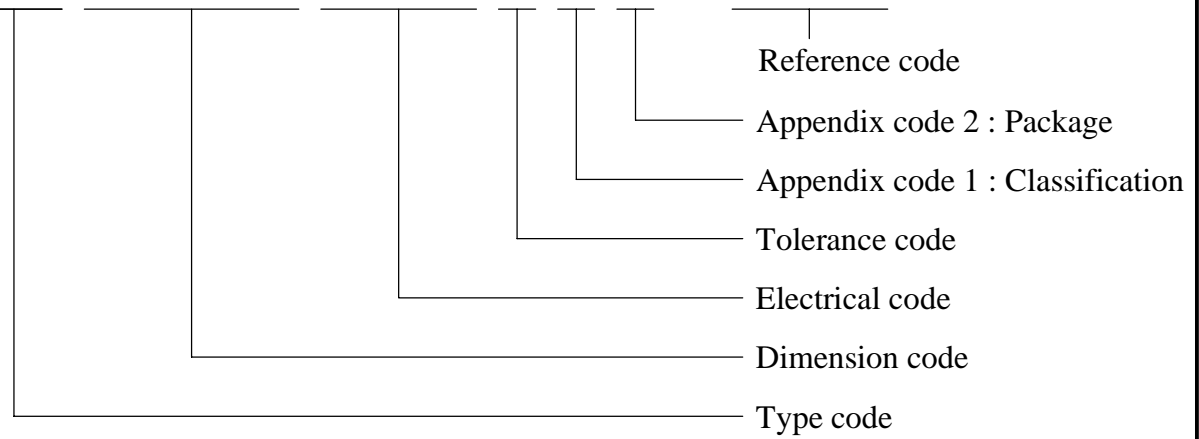 Reference code
Appendix code 2 : Package
Appendix code 1 : Classification
Tolerance code
Electrical code
Dimension code
Type code